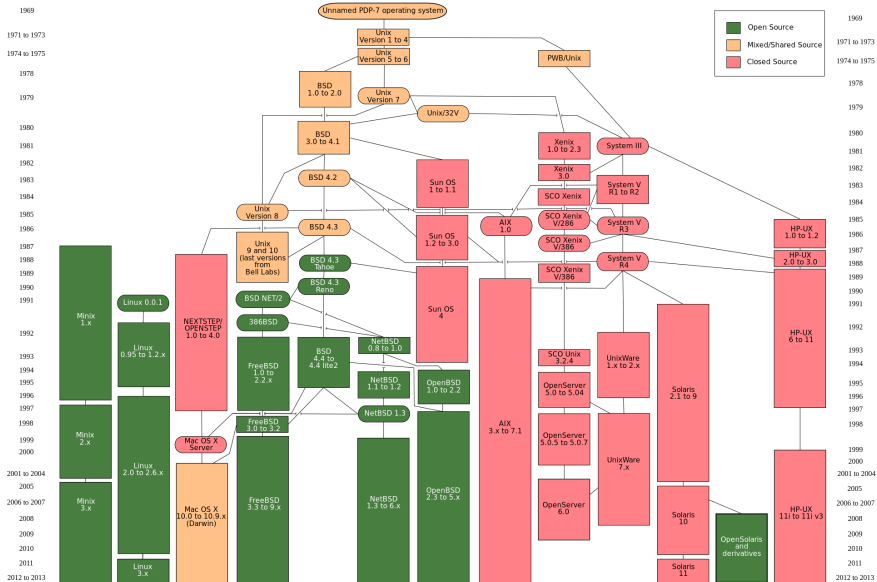 Unnamed PDP-7 operating system
Open Source
Mixed/Shared Source
Closed Source
1969
1971 to 1973
1974 to 1975
1978
1979
1980
1981
1982
1983
1984
1985
1986
1987
1988
1989
1990
1991
1992
1993
1994
1995
1996
1997
1998
1999
2000
2001 to 2004
2005
2006 to 2007
2008
2009
2010
2011
2012 to 2013
Unix
Version 1 to 4
Unix
Version 5 to 6
PWB/Unix
BSD
1.0 to 2.0
Unix
Version 7
Unix/32V
BSD
3.0 to 4.1
Xenix
1.0 to 2.3
System III
Xenix
3.0
BSD 4.2
Sun OS
1 to 1.1
System V
R1 to R2
SCO Xenix
Unix
Version 8
BSD 4.3
AIX
1.0
SCO Xenix
V/286
System V
R3
HP-UX
1.0 to 1.2
Unix
9 and 10
(last versions
from
Bell Labs)
Sun OS
1.2 to 3.0
SCO Xenix
V/386
HP-UX
2.0 to 3.0
BSD 4.3
Tahoe
System V
R4
SCO Xenix
V/386
BSD 4.3
Reno
BSD NET/2
Linux 0.0.1
Minix
1.x
NEXTSTEP/
OPENSTEP
1.0 to 4.0
386BSD
Sun OS
4
HP-UX
6 to 11
Linux
0.95 to 1.2.x
NetBSD
0.8 to 1.0
BSD
4.4 to
4.4 lite2
SCO Unix
3.2.4
UnixWare
1.x to 2.x
FreeBSD
1.0 to
2.2.x
NetBSD
1.1 to 1.2
OpenBSD
1.0 to 2.2
OpenServer
5.0 to 5.04
Solaris
2.1 to 9
NetBSD 1.3
FreeBSD
3.0 to 3.2
AIX
3.x to 7.1
Minix
2.x
Mac OS X
Server
OpenServer
5.0.5 to 5.0.7
Linux
2.0 to 2.6.x
UnixWare
7.x
Minix
3.x
Mac OS X
10.0 to 10.9.x
(Darwin)
FreeBSD
3.3 to 9.x
NetBSD
1.3 to 6.x
OpenBSD
2.3 to 5.x
OpenServer
6.0
Solaris
10
HP-UX
11i to 11i v3
OpenSolaris
and
derivatives
Linux
3.x
Solaris
11
1969
1971 to 1973
1974 to 1975
1978
1979
1980
1981
1982
1983
1984
1985
1986
1987
1988
1989
1990
1991
1992
1993
1994
1995
1996
1997
1998
1999
2000
2001 to 2004
2005
2006 to 2007
2008
2009
2010
2011
2012 to 2013